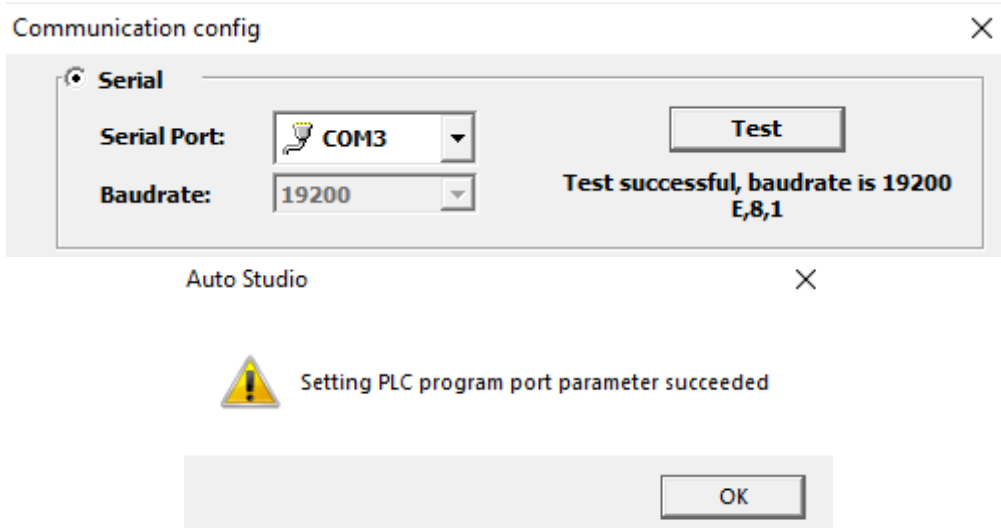 Communication config
Serial
Serial Port:
COM3
Test
Baudrate:
19200
Test successful, baudrate is 19200
E,8,1
Auto Studio
Setting PLC program port parameter succeeded
OK